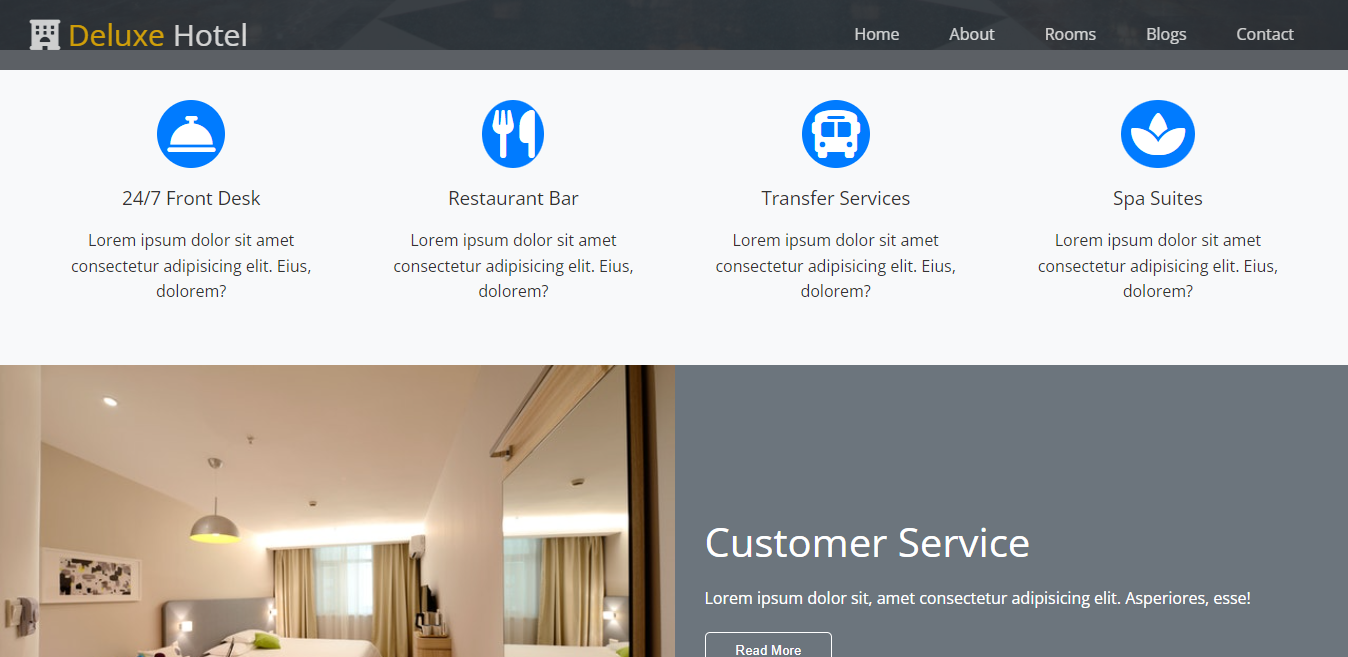 Deluxe Hotel
Home About Rooms Blogs Contact
24/7 Front Desk
Lorem ipsum dolor sit amet
consectetur adipisicing elit. Eius,
dolorem?
Restaurant Bar
Lorem ipsum dolor sit amet
consectetur adipisicing elit. Eius,
dolorem?
Transfer Services
Lorem ipsum dolor sit amet
consectetur adipisicing elit. Eius,
dolorem?
Spa Suites
Lorem ipsum dolor sit amet
consectetur adipisicing elit. Eius,
dolorem?
Customer Service
Lorem ipsum dolor sit, amet consectetur adipisicing elit. Asperiores, esse!
Read More